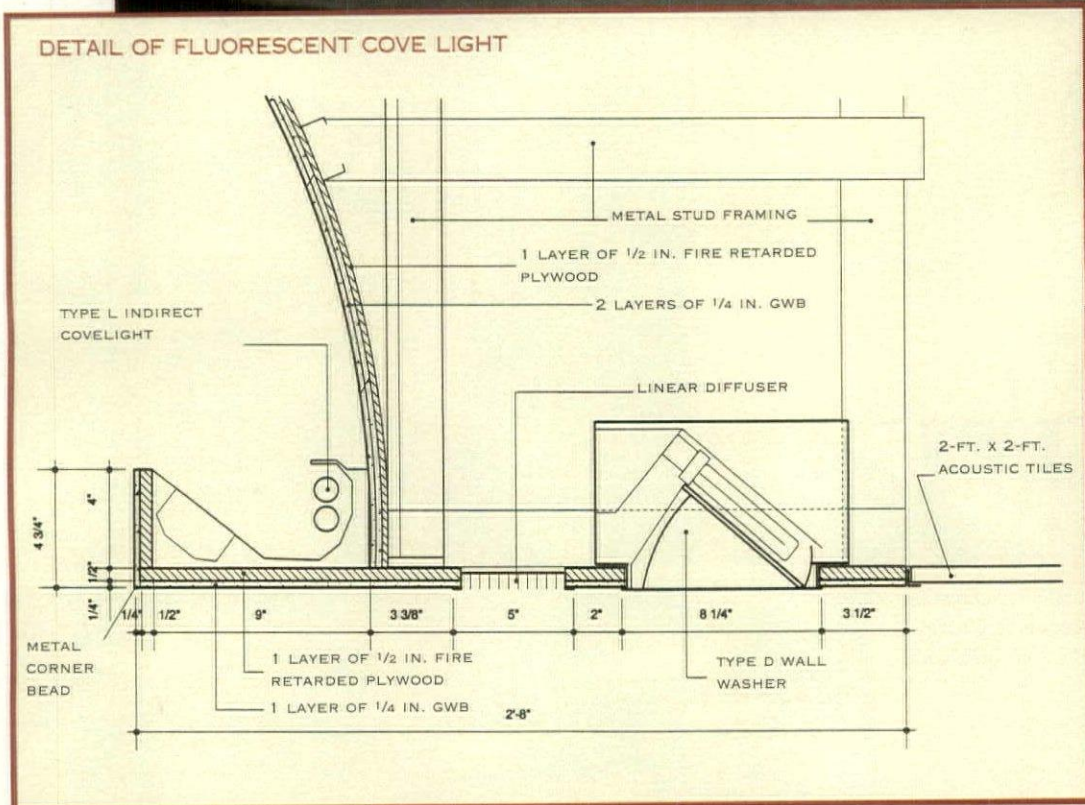 DETAIL OF FLUORESCENT COVE LIGHT
METAL STUD FRAMING
1 LAYER OF 1/2 IN. FIRE RETARDED
PLYWOOD
2 LAYERS OF 1/4 IN. GWB
TYPE L INDIRECT
COVELIGHT
LINEAR DIFFUSER
2-FT. X 2-FT.
ACOUSTIC TILES
4 3/4"
4"
1/2"
1/4"
1/4"
1/2"
9"
3 3/8"
5"
2"
8 1/4"
3 1/2"
METAL
CORNER
BEAD
1 LAYER OF 1/2 IN. FIRE
RETARDED PLYWOOD
1 LAYER OF 1/4 IN. GWB
TYPE D WALL
WASHER
2'-8"